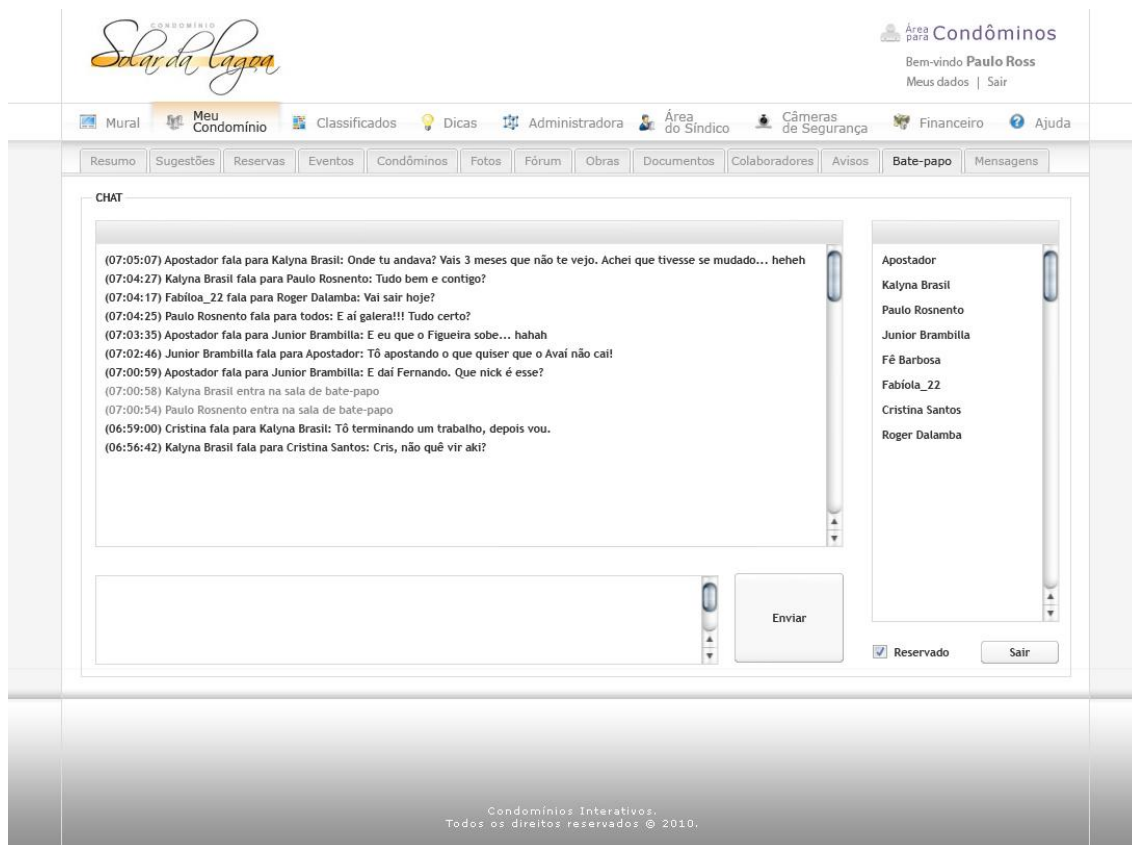 CONDOMÍNIO
Solar da lagoa
Área para Condôminos
Bem-vindo Paulo Ross
Meus dados | Sair
Mural
Meu Condomínio
Classificados
Dicas
Administradora
Área do Síndico
Câmeras de Segurança
Financeiro
Ajuda
Resumo
Sugestões
Reservas
Eventos
Condôminos
Fotos
Fórum
Obras
Documentos
Colaboradores
Avisos
Bate-papo
Mensagens
CHAT
(07:05:07) Apostador fala para Kalyna Brasil: Onde tu andava? Vais 3 meses que não te vejo. Achei que tivesse se mudado... heheh
(07:04:27) Kalyna Brasil fala para Paulo Rosnento: Tudo bem e contigo?
(07:04:17) Fabíloa_22 fala para Roger Dalamba: Vai sair hoje?
(07:04:25) Paulo Rosnento fala para todos: E aí galera!!! Tudo certo?
(07:03:35) Apostador fala para Junior Brambilla: E eu que o Figueira sobe... hahah
(07:02:46) Junior Brambilla fala para Apostador: Tô apostando o que quiser que o Avaí não cai!
(07:00:59) Apostador fala para Junior Brambilla: E daí Fernando. Que nick é esse?
(07:00:58) Kalyna Brasil entra na sala de bate-papo
(07:00:54) Paulo Rosnento entra na sala de bate-papo
(06:59:00) Cristina fala para Kalyna Brasil: Tô terminando um trabalho, depois vou.
(06:56:42) Kalyna Brasil fala para Cristina Santos: Cris, não quê vir aki?
Apostador
Kalyna Brasil
Paulo Rosnento
Junior Brambilla
Fê Barbosa
Fabíola_22
Cristina Santos
Roger Dalamba
Enviar
Reservado
Sair
Condomínios Interativos.
Todos os direitos reservados © 2010.